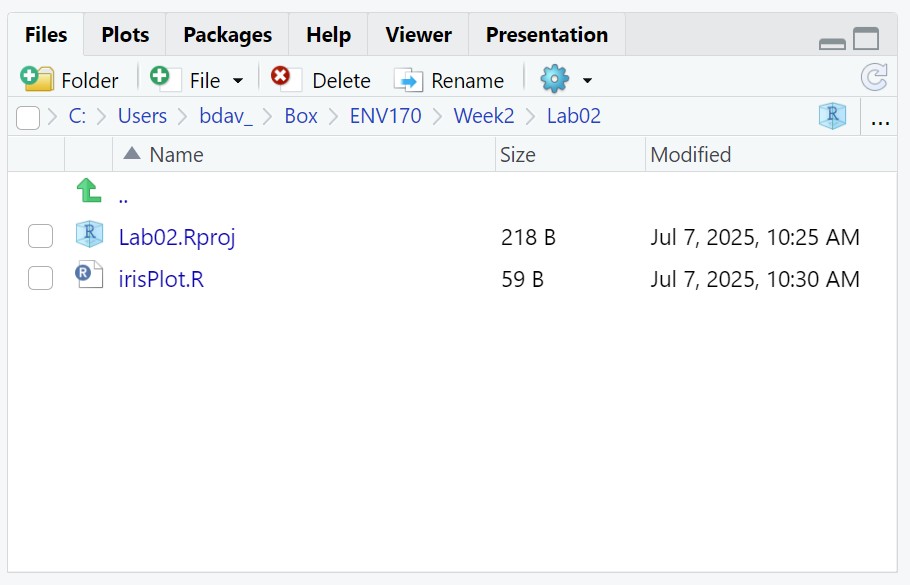 Files Plots Packages Help Viewer Presentation
Folder File Delete Rename
C: Users bdav_ Box ENV170 Week2 Lab02 R ...
Name Size Modified
..
R Lab02.Rproj 218 B Jul 7, 2025, 10:25 AM
R irisPlot.R 59 B Jul 7, 2025, 10:30 AM